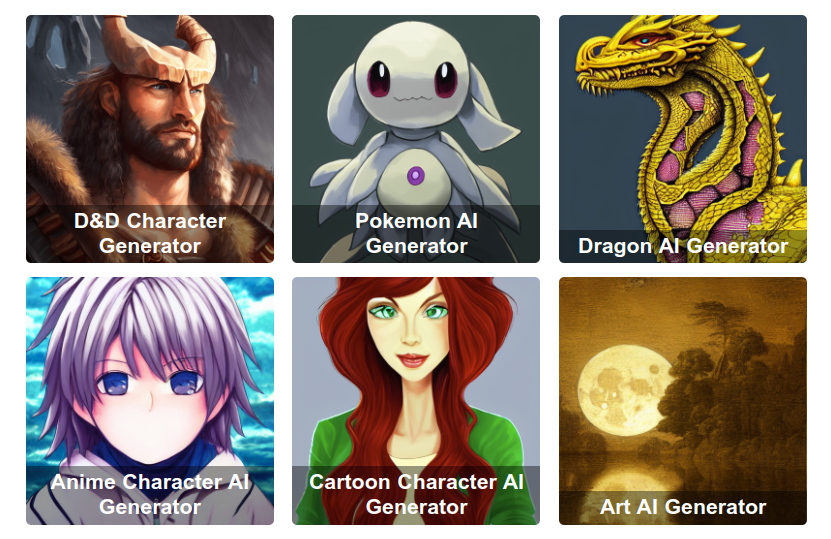 D&D Character
Generator
Pokemon AI
Generator
Dragon AI Generator
Anime Character AI
Generator
Cartoon Character AI
Generator
Art AI Generator